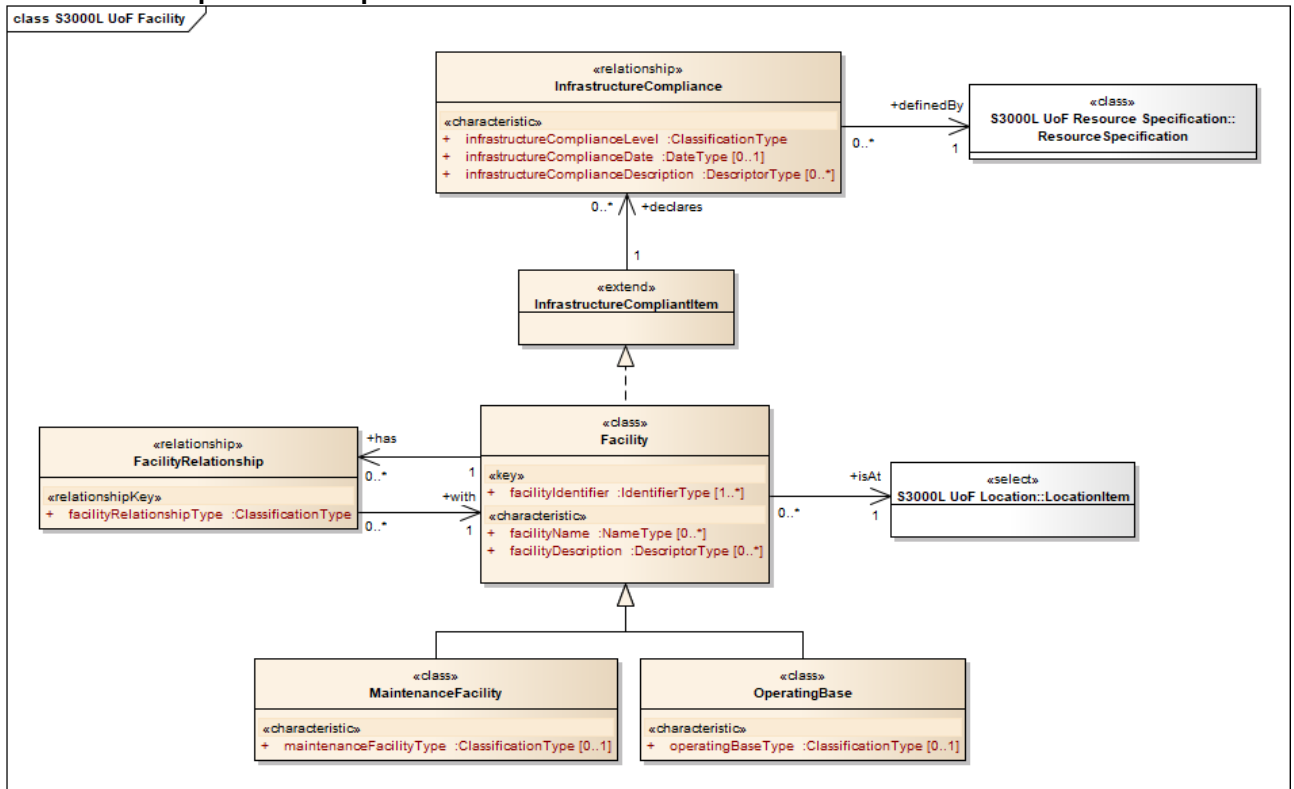 class S3000L UoF Facility
«relationship»
InfrastructureCompliance
«characteristic»
+ infrastructureComplianceLevel :ClassificationType
+ infrastructureComplianceDate :DateType [0..1]
+ infrastructureComplianceDescription :DescriptorType [0..*]
+definedBy
0..*
1
«class»
S3000L UoF Resource Specification::
ResourceSpecification
0..*
+declares
1
«extend»
InfrastructureCompliantItem
«relationship»
FacilityRelationship
«relationshipKey»
+ facilityRelationshipType :ClassificationType
+has
0..*
1
+with
0..*
1
«class»
Facility
«key»
+ facilityIdentifier :IdentifierType [1..*]
«characteristic»
+ facilityName :NameType [0..*]
+ facilityDescription :DescriptorType [0..*]
+isAt
0..*
1
«select»
S3000L UoF Location::LocationItem
«class»
MaintenanceFacility
«characteristic»
+ maintenanceFacilityType :ClassificationType [0..1]
«class»
OperatingBase
«characteristic»
+ operatingBaseType :ClassificationType [0..1]